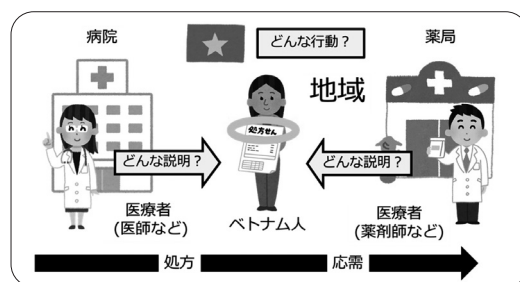 病院
どんな行動？
薬局
地域
処方せん
どんな説明？
どんな説明？
医療者
(医師など)
ベトナム人
医療者
(薬剤師など)
処方
応需